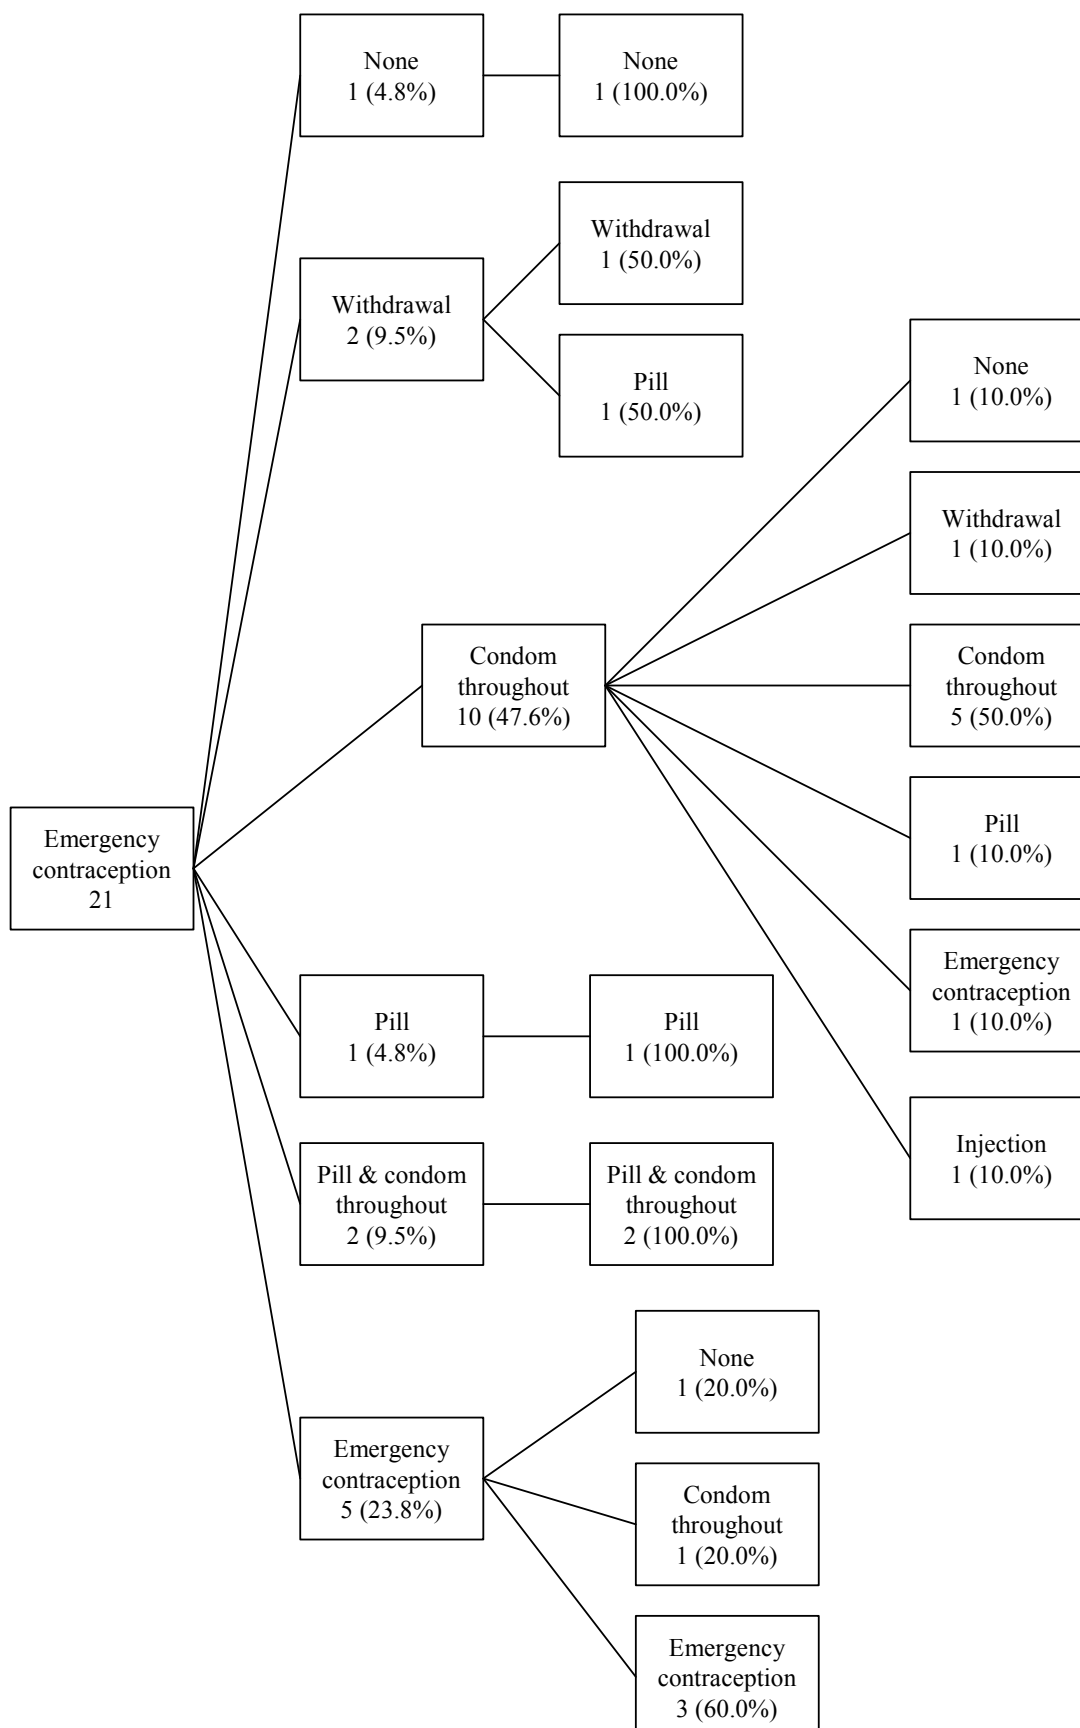 None
1 (4.8%)
None
1 (100.0%)
Withdrawal
2 (9.5%)
Withdrawal
1 (50.0%)
Pill
1 (50.0%)
None
1 (10.0%)
Withdrawal
1 (10.0%)
Condom
throughout
10 (47.6%)
Condom
throughout
5 (50.0%)
Pill
1 (10.0%)
Emergency
contraception
21
Emergency
contraception
1 (10.0%)
Pill
1 (4.8%)
Pill
1 (100.0%)
Injection
1 (10.0%)
Pill & condom
throughout
2 (9.5%)
Pill & condom
throughout
2 (100.0%)
None
1 (20.0%)
Emergency
contraception
5 (23.8%)
Condom
throughout
1 (20.0%)
Emergency
contraception
3 (60.0%)